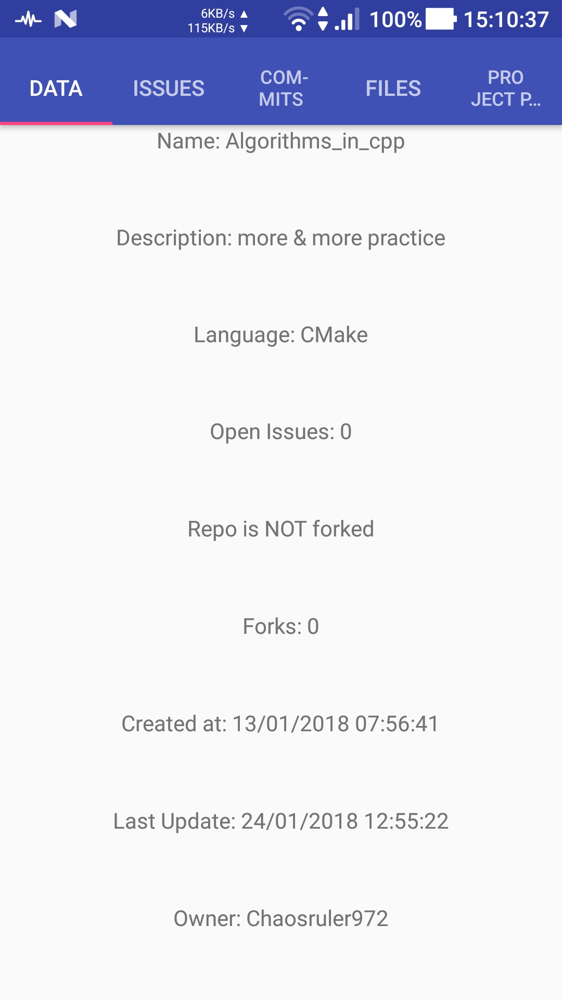 6KB/s ▲
115KB/s ▼
100%
15:10:37
DATA
ISSUES
COM-
MITS
FILES
PRO
JECT P...
Name: Algorithms_in_cpp
Description: more & more practice
Language: CMake
Open Issues: 0
Repo is NOT forked
Forks: 0
Created at: 13/01/2018 07:56:41
Last Update: 24/01/2018 12:55:22
Owner: Chaosruler972